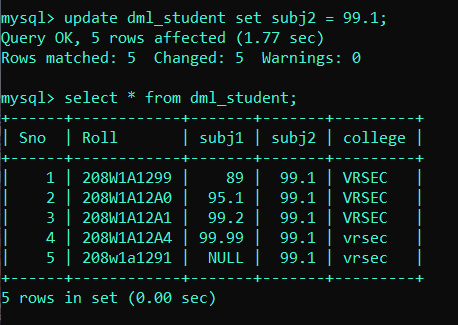 mysql> update dml_student set subj2 = 99.1;
Query OK, 5 rows affected (1.77 sec)
Rows matched: 5  Changed: 5  Warnings: 0
mysql> select * from dml_student;
+------+------------+-------+-------+---------+
| Sno  | Roll       | subj1 | subj2 | college |
+------+------------+-------+-------+---------+
|    1 | 208W1A1299 |    89 |  99.1 | VRSEC   |
|    2 | 208W1A12A0 |  95.1 |  99.1 | VRSEC   |
|    3 | 208W1A12A1 |  99.2 |  99.1 | VRSEC   |
|    4 | 208W1A12A4 | 99.99 |  99.1 | vrsec   |
|    5 | 208w1a1291 |  NULL |  99.1 | vrsec   |
+------+------------+-------+-------+---------+
5 rows in set (0.00 sec)